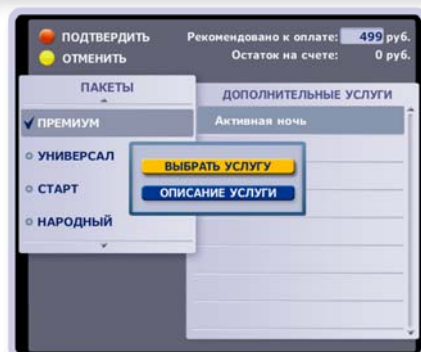 ПОДТВЕРДИТЬ
ОТМЕНИТЬ
Рекомендовано к оплате: 499 руб.
Остаток на счете: 0 руб.
ПАКЕТЫ
ПРЕМИУМ
УНИВЕРСАЛ
СТАРТ
НАРОДНЫЙ
ДОПОЛНИТЕЛЬНЫЕ УСЛУГИ
Активная ночь
ВЫБРАТЬ УСЛУГУ
ОПИСАНИЕ УСЛУГИ